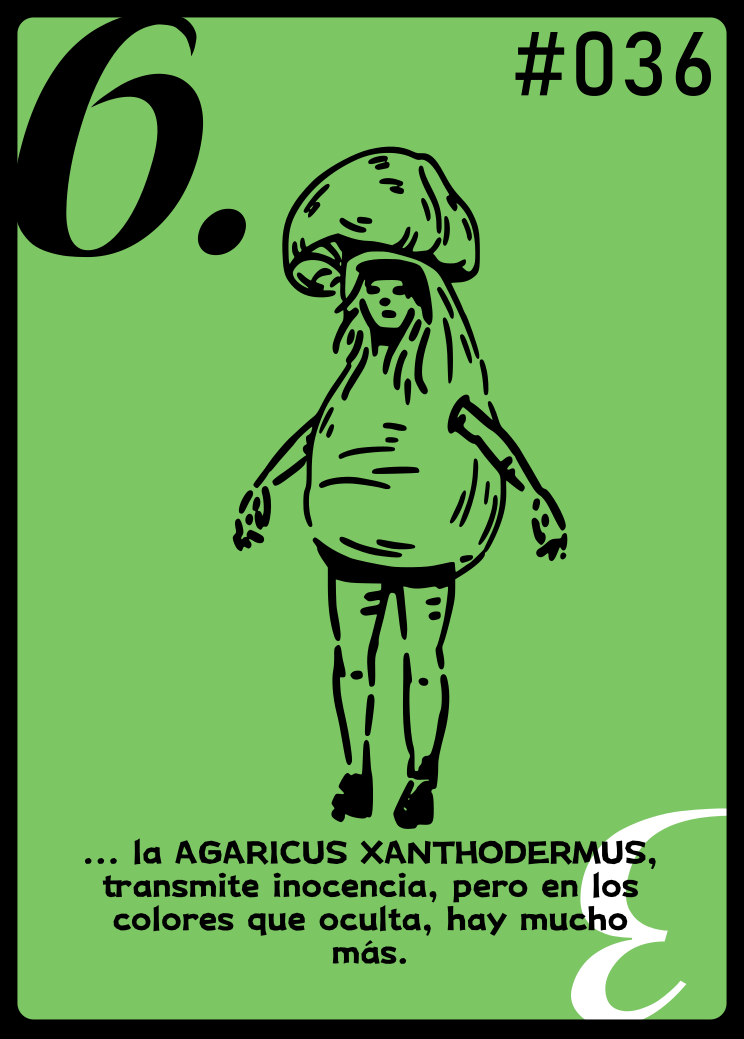 6.
#036
... la AGARICUS XANTHODERMUS,
transmite inocencia, pero en los
colores que oculta, hay mucho
más.
ℰ